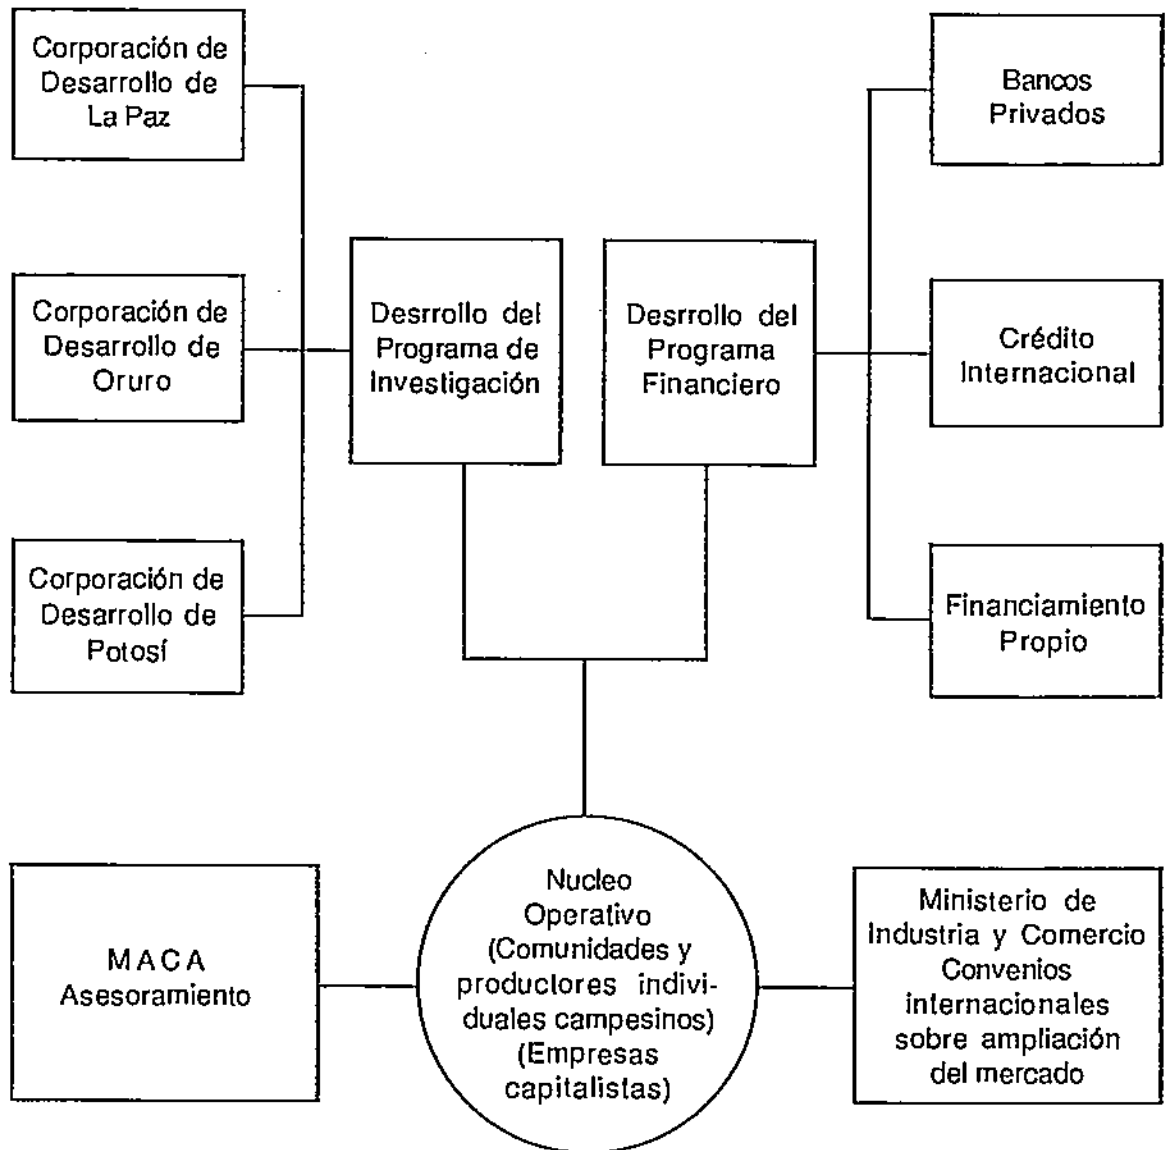 Corporación de
Desarrollo de
La Paz
Bancos
Privados
Corporación de
Desarrollo de
Oruro
Desrrollo del
Programa de
Investigación
Desrrollo del
Programa
Financiero
Crédito
Internacional
Corporación de
Desarrollo de
Potosí
Financiamiento
Propio
MACA
Asesoramiento
Nucleo
Operativo
(Comunidades y
productores indivi-
duales campesinos)
(Empresas
capitalistas)
Ministerio de
Industria y Comercio
Convenios
internacionales
sobre ampliación
del mercado